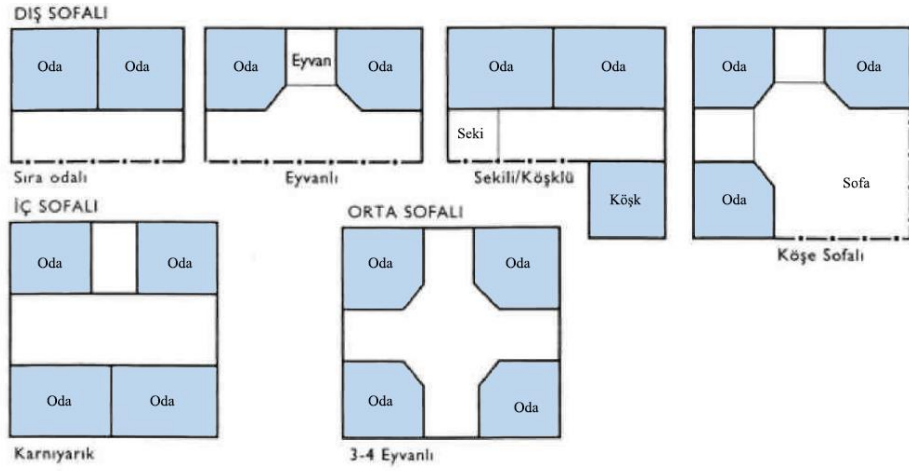 DIŞ SOFALI
Oda
Oda
Sıra odalı
Oda
Eyvan
Oda
Eyvanlı
Oda
Oda
Seki
Köşk
Sekili/Köşklü
Oda
Oda
Oda
Sofa
Köşe Sofalı
İÇ SOFALI
Oda
Oda
Oda
Oda
Karnıyarık
ORTA SOFALI
Oda
Oda
Oda
Oda
3-4 Eyvanlı